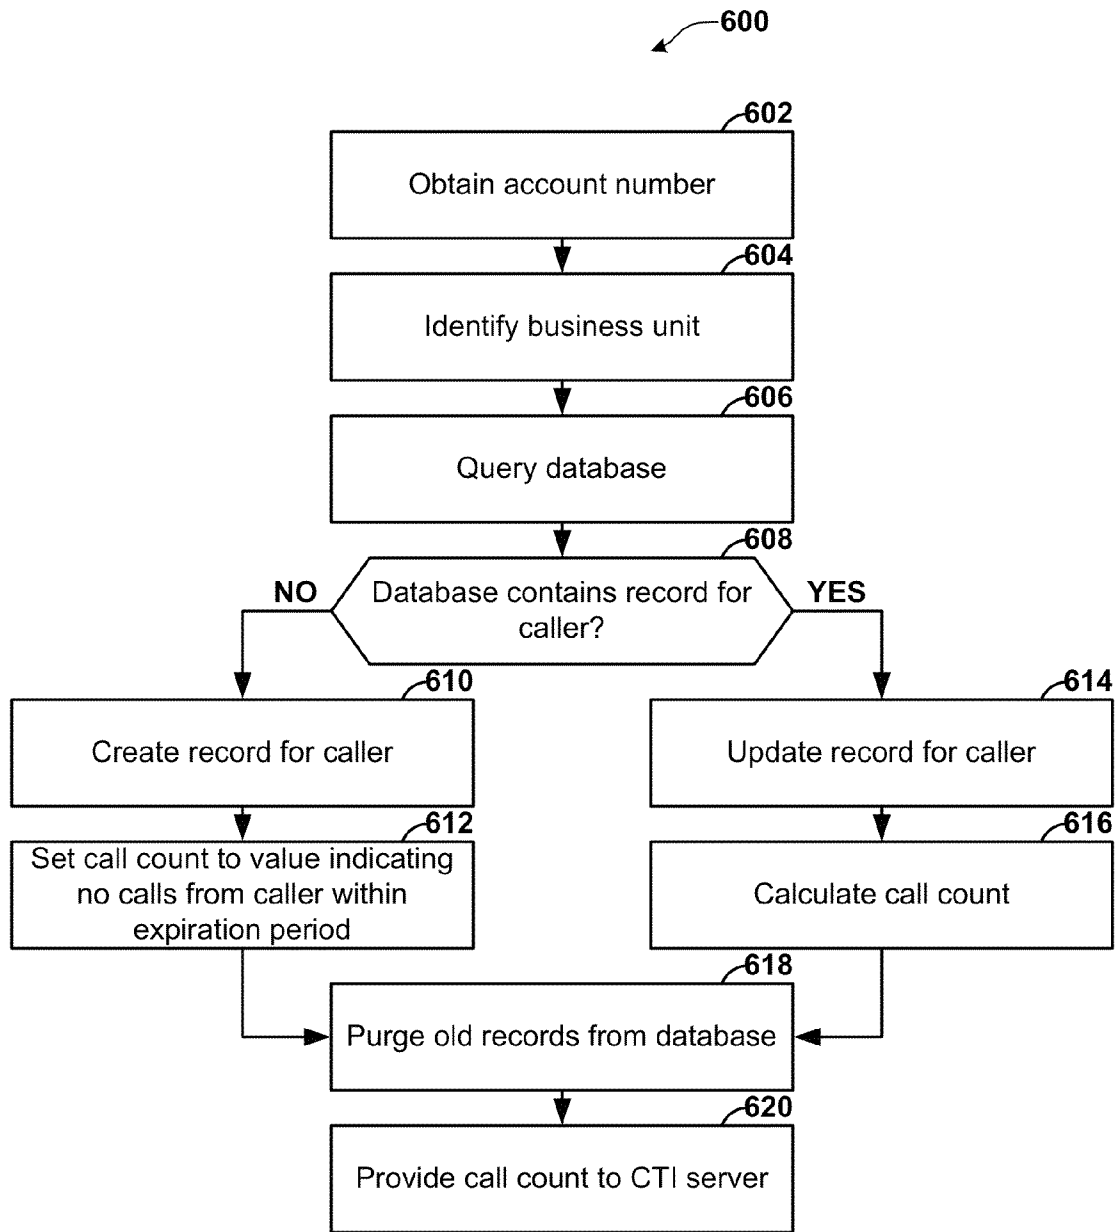 600
602
Obtain account number
604
Identify business unit
606
Query database
608
NO
Database contains record for
caller?
YES
610
Create record for caller
614
Update record for caller
612
Set call count to value indicating
no calls from caller within
expiration period
616
Calculate call count
618
Purge old records from database
620
Provide call count to CTI server